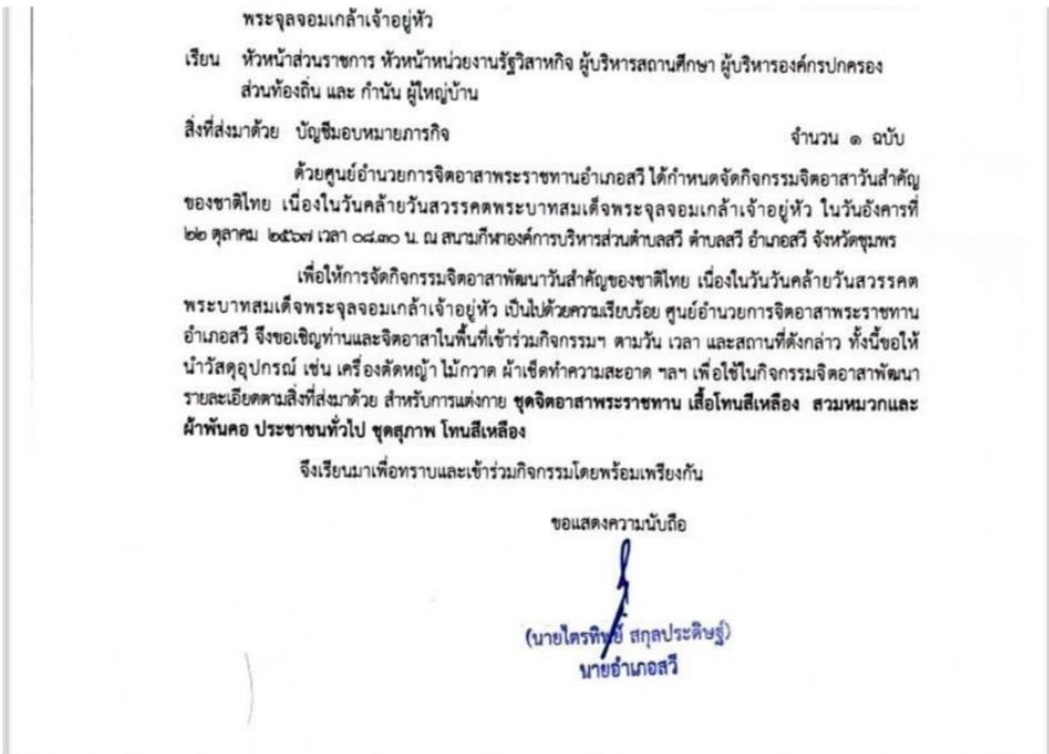 พระจุลจอมเกล้าเจ้าอยู่หัว
เรียน หัวหน้าส่วนราชการ หัวหน้าหน่วยงานรัฐวิสาหกิจ ผู้บริหารสถานศึกษา ผู้บริหารองค์กรปกครอง
ส่วนท้องถิ่น และ กำนัน ผู้ใหญ่บ้าน
สิ่งที่ส่งมาด้วย บัญชีมอบหมายภารกิจ จำนวน ๑ ฉบับ
ด้วยศูนย์อำนวยการจิตอาสาพระราชทานอำเภอสวี ได้กำหนดจัดกิจกรรมจิตอาสาวันสำคัญ
ของชาติไทย เนื่องในวันคล้ายวันสวรรคตพระบาทสมเด็จพระจุลจอมเกล้าเจ้าอยู่หัว ในวันอังคารที่
๒๒ ตุลาคม ๒๕๖๗ เวลา ๐๘.๓๐ น. ณ สนามกีฬาองค์การบริหารส่วนตำบลสวี ตำบลสวี อำเภอสวี จังหวัดชุมพร
เพื่อให้การจัดกิจกรรมจิตอาสาพัฒนาวันสำคัญของชาติไทย เนื่องในวันวันคล้ายวันสวรรคต
พระบาทสมเด็จพระจุลจอมเกล้าเจ้าอยู่หัว เป็นไปด้วยความเรียบร้อย ศูนย์อำนวยการจิตอาสาพระราชทาน
อำเภอสวี จึงขอเชิญท่านและจิตอาสาในพื้นที่เข้าร่วมกิจกรรมฯ ตามวัน เวลา และสถานที่ดังกล่าว ทั้งนี้ขอให้
นำวัสดุอุปกรณ์ เช่น เครื่องตัดหญ้า ไม้กวาด ผ้าเช็ดทำความสะอาด ฯลฯ เพื่อใช้ในกิจกรรมจิตอาสาพัฒนา
รายละเอียดตามสิ่งที่ส่งมาด้วย สำหรับการแต่งกาย ชุดจิตอาสาพระราชทาน เสื้อโทนสีเหลือง สวมหมวกและ
ผ้าพันคอ ประชาชนทั่วไป ชุดสุภาพ โทนสีเหลือง
จึงเรียนมาเพื่อทราบและเข้าร่วมกิจกรรมโดยพร้อมเพรียงกัน
ขอแสดงความนับถือ
(นายไตรทิพย์ สกุลประดิษฐ์)
นายอำเภอสวี